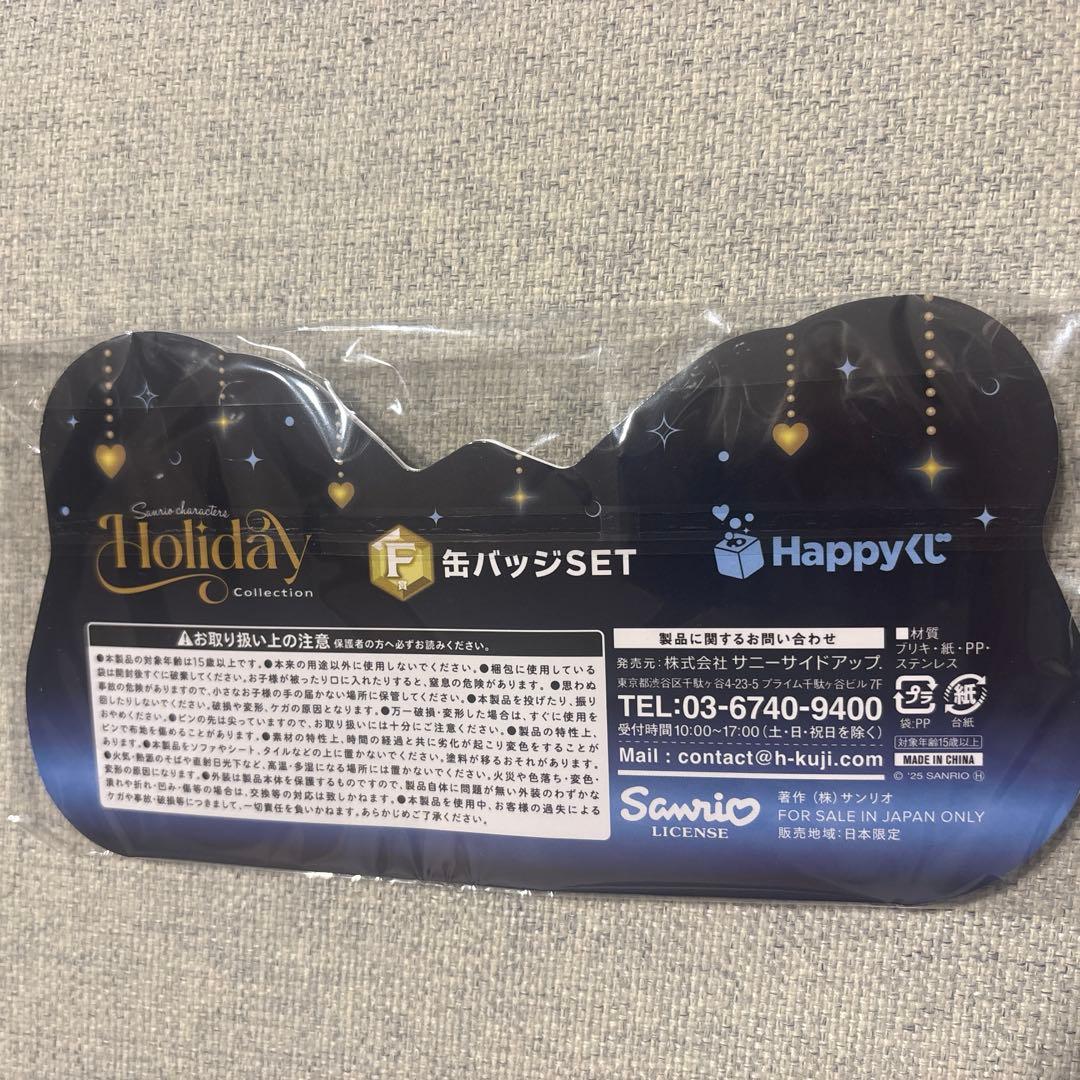 Sanrio characters
Holiday
Collection
F賞
缶バッジSET
Happyくじ
お取り扱い上の注意 保護者の方へ必ずお読みください。
●本製品の対象年齢は15歳以上です。●本来の用途以外に使用しないでください。●梱包に使用している
袋は開封後すぐに破棄してください。お子様が被ったり口に入れたりすると、窒息の危険があります。●思わぬ
事故の危険がありますので、小さなお子様の手の届かない場所に保管してください。●本製品を投げたり、振り
回したりしないでください。破損や変形、ケガの原因となります。●万一破損・変形した場合は、すぐに使用を
おやめください。●ピンの先は尖っていますので、お取り扱いには十分にご注意ください。●製品の特性上、
ピンで布地を傷めることがあります。●素材の特性上、時間の経過と共に劣化が起こり変色をすることが
あります。●本製品をソファやシート、タイルなどの上に置かないでください。塗料が移るおそれがあります。
●火気・熱源のそばや直射日光下など、高温・多湿になる場所には置かないでください。火災や色落ち・変色・
変形の原因になります。●外装は製品本体を保護するものですので、製品自体に問題が無い外装のわずかな
潰れや折れ・凹み・傷等の場合は、交換等の対応は致しかねます。●本製品を使用中、お客様の過失による
ケガや事故・破損等につきまして、一切責任を負いかねます。あらかじめご了承ください。
製品に関するお問い合わせ
発売元：株式会社 サニーサイドアップ.
東京都渋谷区千駄ヶ谷4-23-5 プライム千駄ヶ谷ビル 7F
TEL:03-6740-9400
受付時間10:00~17:00（土・日・祝日を除く）
Mail : contact@h-kuji.com
■材質
ブリキ・紙・PP・
ステンレス
プラ
紙
袋:PP
台紙
対象年齢15歳以上
MADE IN CHINA
© '25 SANRIO Ⓗ
Sanrio
LICENSE
著作（株）サンリオ
FOR SALE IN JAPAN ONLY
販売地域：日本限定